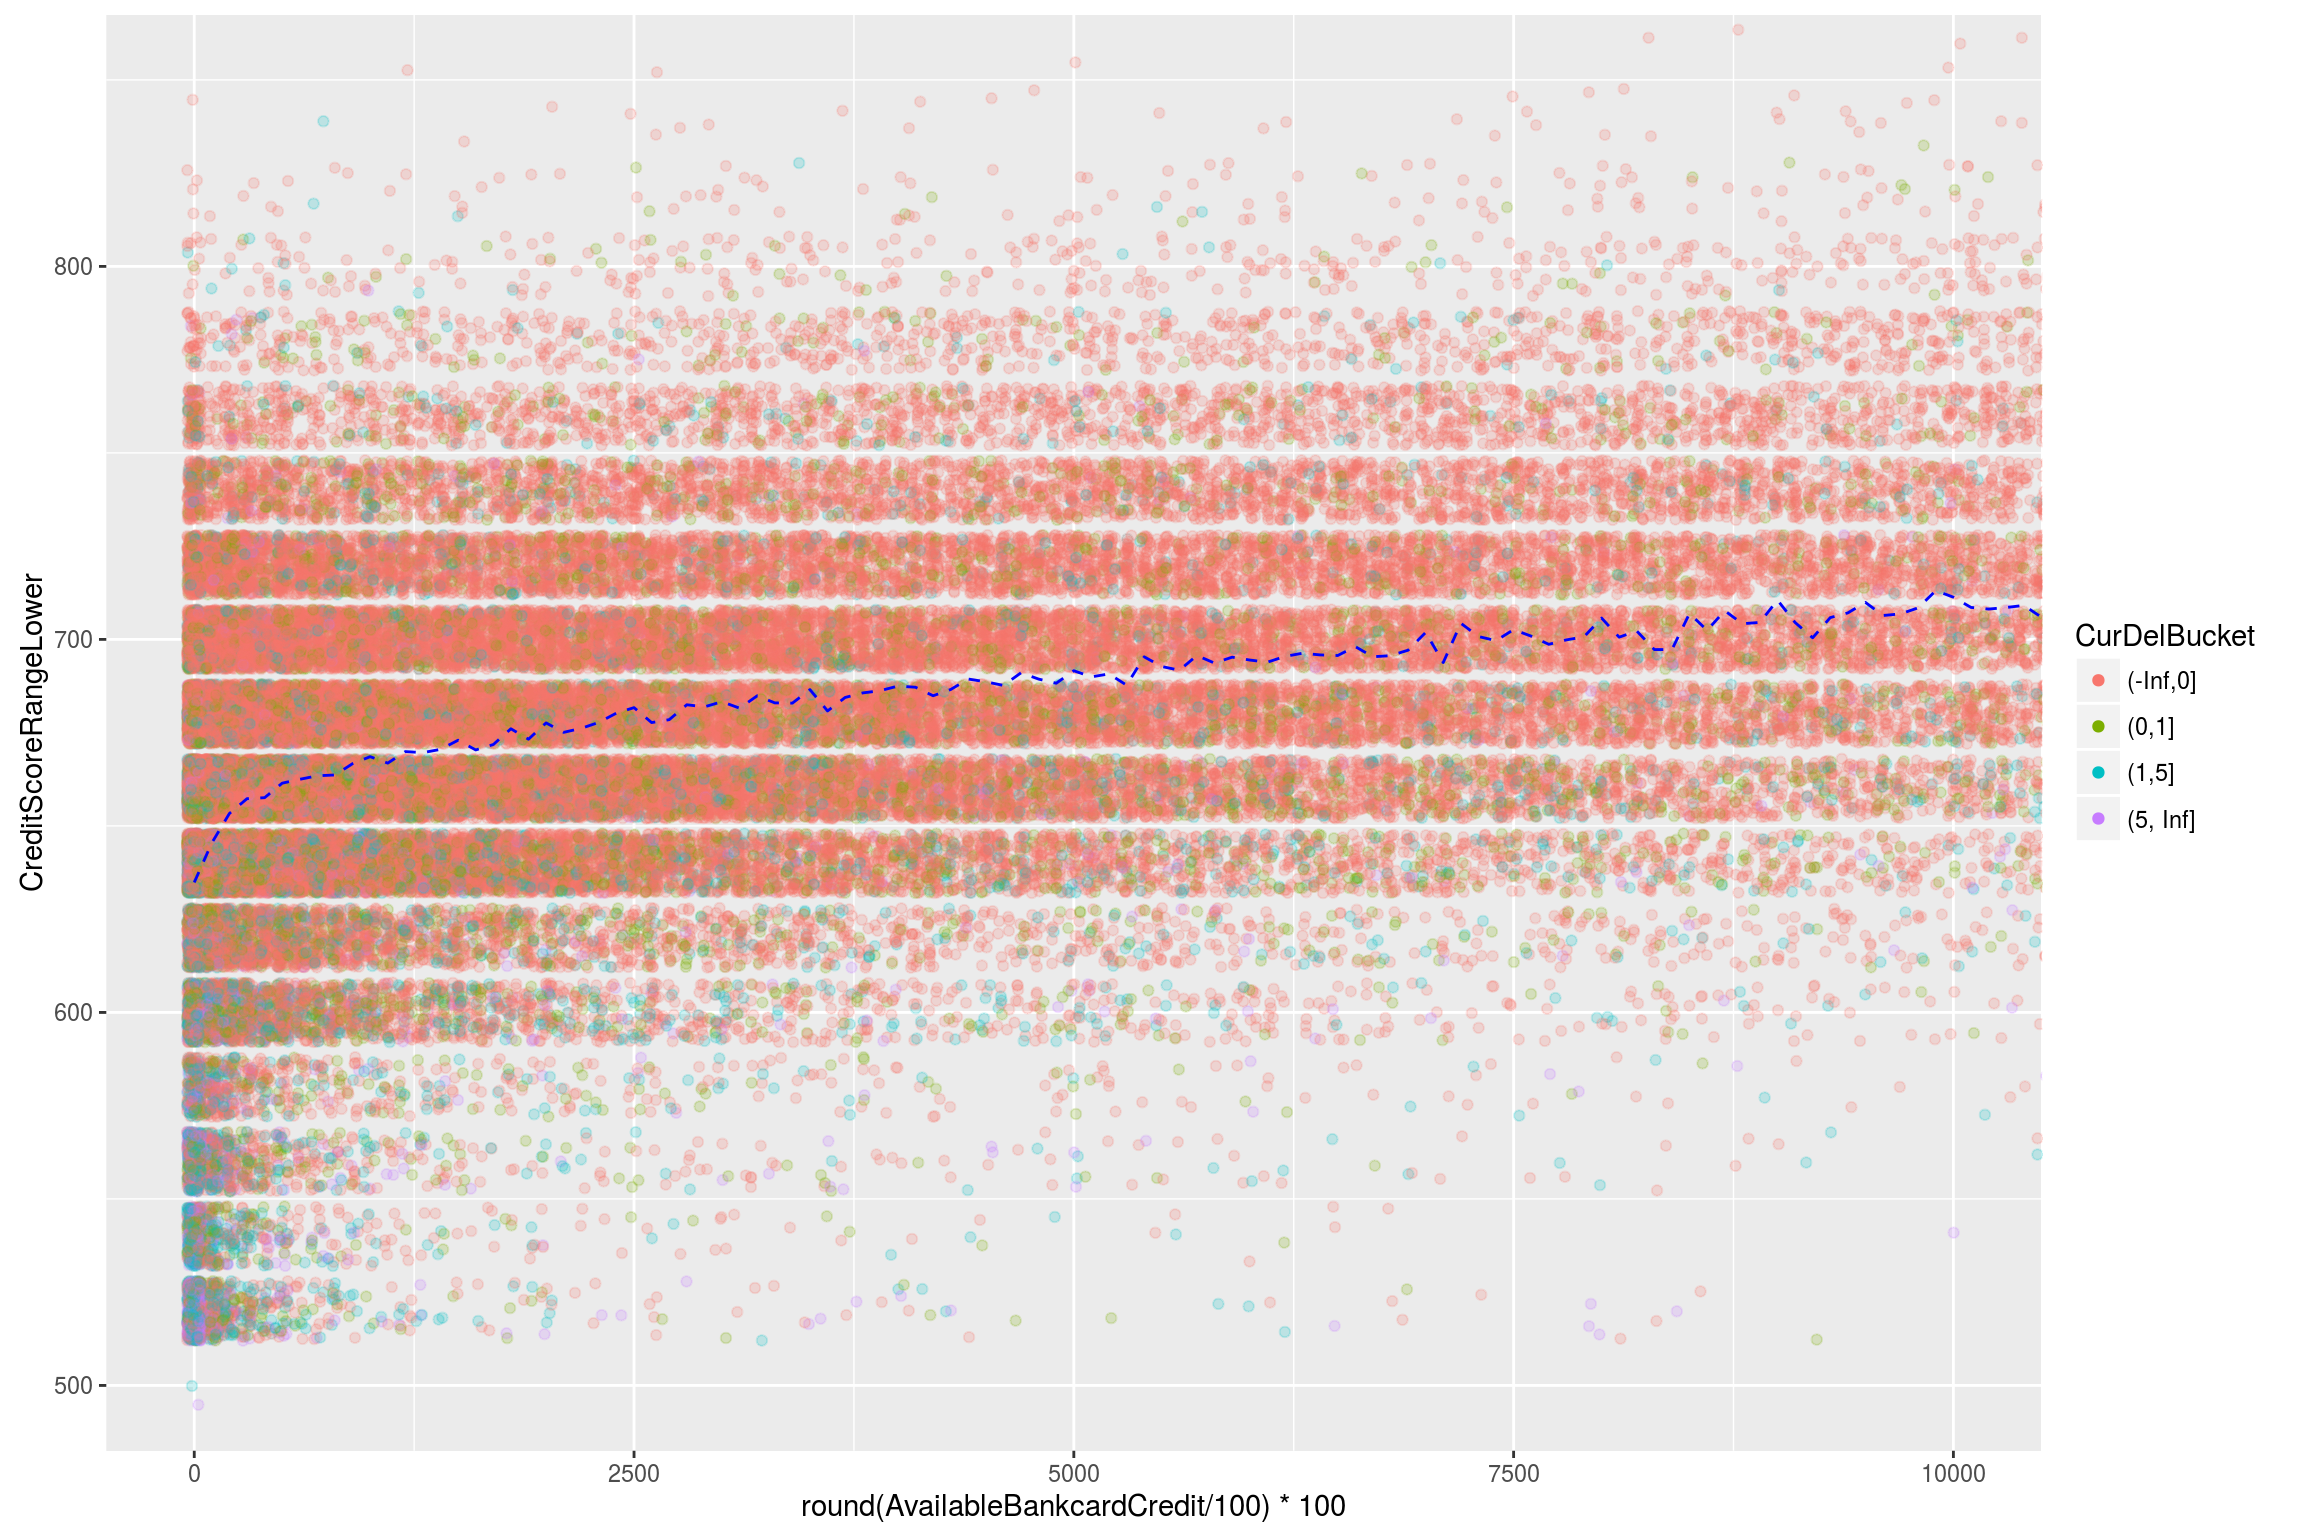 CreditScoreRangeLower
800
700
600
500
0 2500 5000 7500 10000
round(AvailableBankcardCredit/100) * 100
CurDelBucket
(-Inf,0]
(0,1]
(1,5]
(5, Inf]